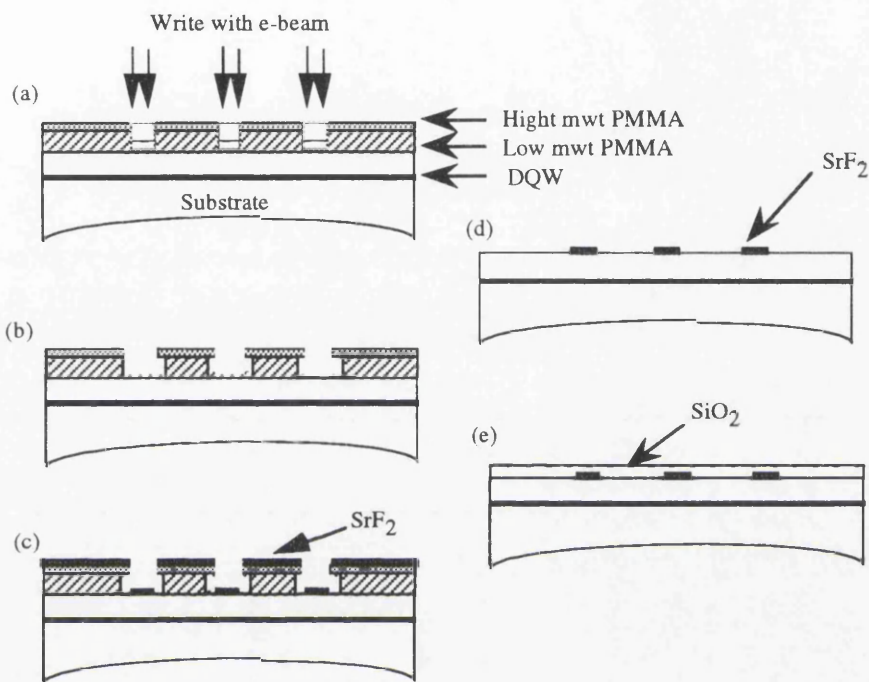 Write with e-beam
(a)
Hight mwt PMMA
Low mwt PMMA
DQW
Substrate
(b)
(c)
SrF₂
SrF₂
(d)
SiO₂
(e)